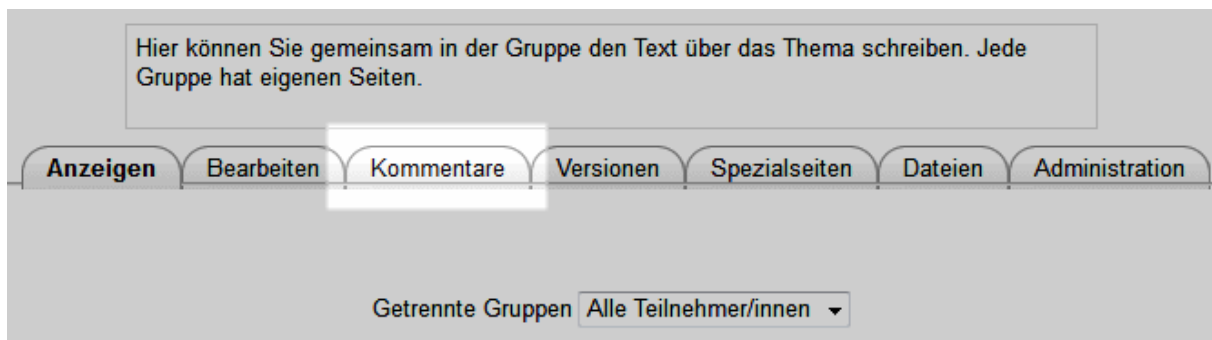 Hier können Sie gemeinsam in der Gruppe den Text über das Thema schreiben. Jede
Gruppe hat eigenen Seiten.
Anzeigen Bearbeiten Kommentare Versionen Spezialseiten Dateien Administration
Getrennte Gruppen Alle Teilnehmer/innen